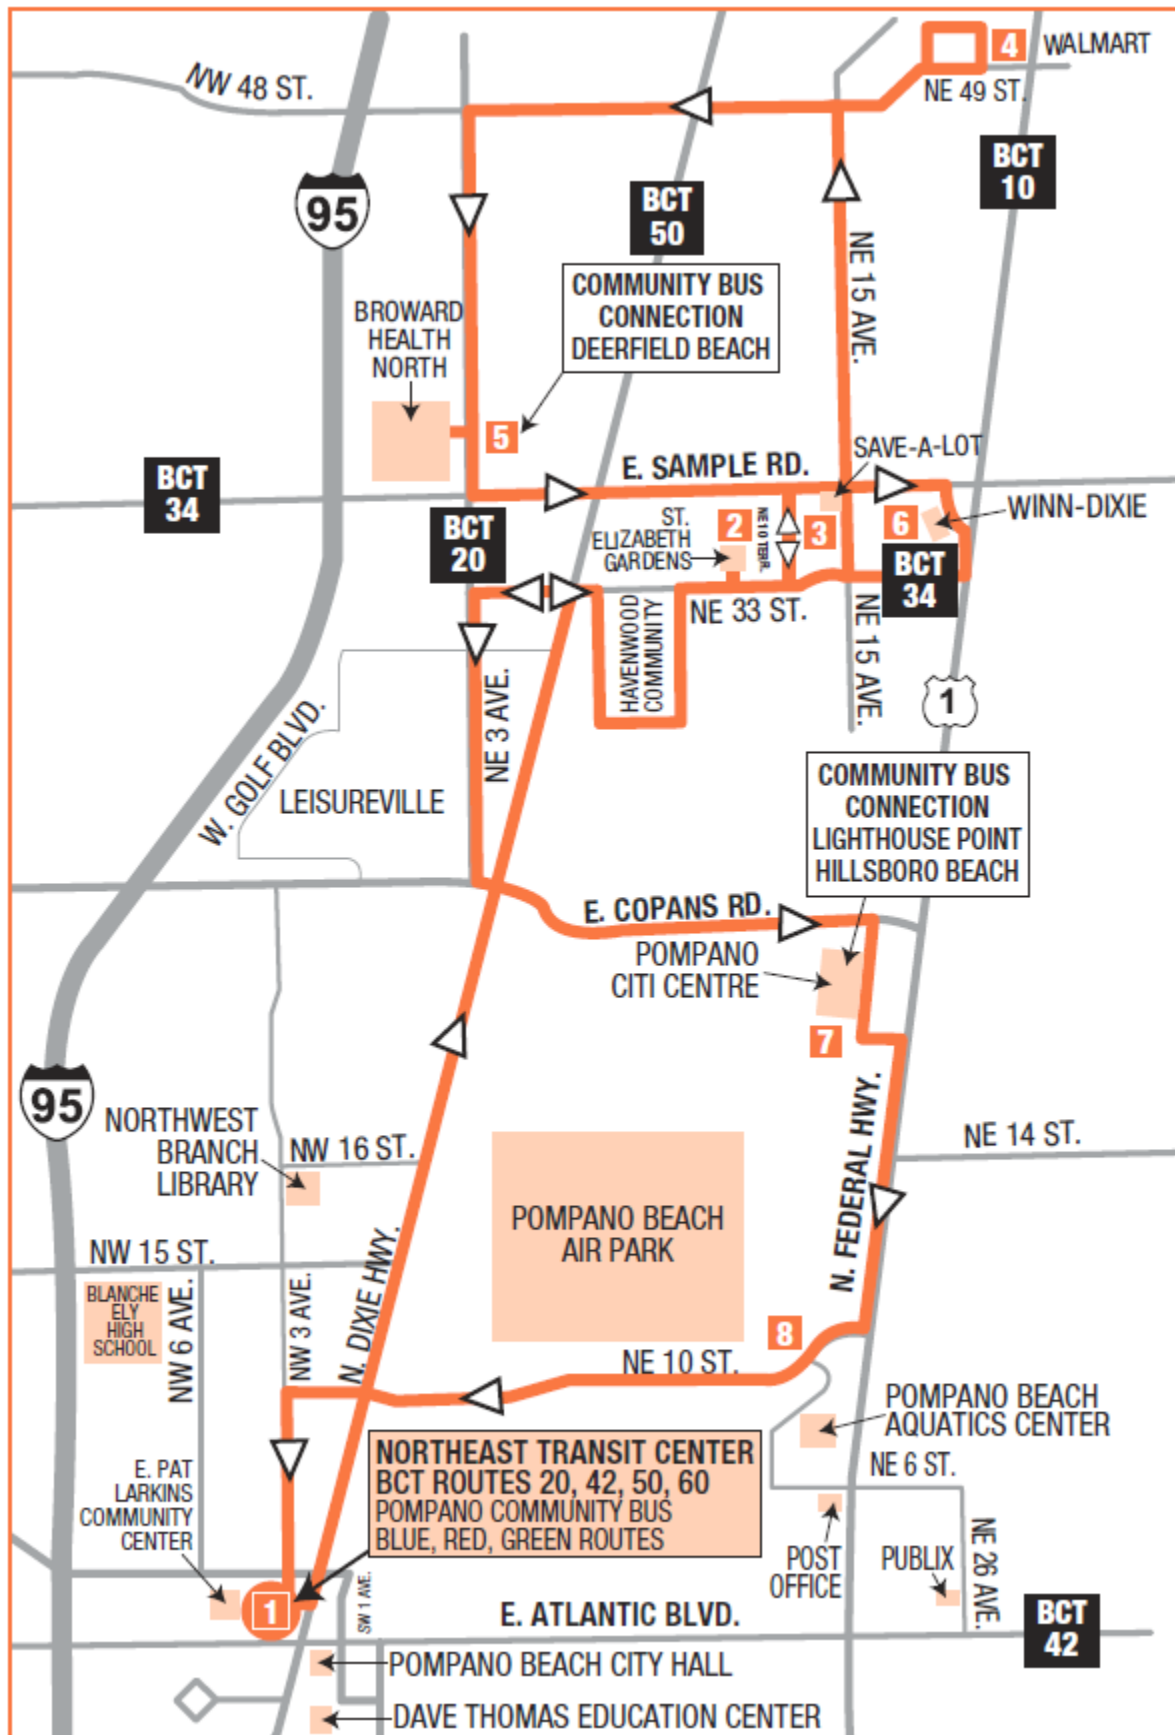 4
WALMART
NW 48 ST.
NE 49 ST.
BCT
10
95
BCT
50
NE 15 AVE.
COMMUNITY BUS
CONNECTION
DEERFIELD BEACH
BROWARD
HEALTH
NORTH
5
SAVE-A-LOT
E. SAMPLE RD.
BCT
34
WINN-DIXIE
BCT
20
ST.
ELIZABETH
GARDENS
2
NE 10 TERR.
3
6
BCT
34
NE 33 ST.
HAVENWOOD
COMMUNITY
NE 15 AVE.
1
NE 3 AVE.
W. GOLF BLVD.
LEISUREVILLE
COMMUNITY BUS
CONNECTION
LIGHTHOUSE POINT
HILLSBORO BEACH
E. COPANS RD.
POMPANO
CITI CENTRE
7
95
NORTHWEST
BRANCH
LIBRARY
NW 16 ST.
N. FEDERAL HWY.
NE 14 ST.
POMPANO BEACH
AIR PARK
NW 15 ST.
BLANCHE
ELY
HIGH
SCHOOL
NW 6 AVE.
NW 3 AVE.
N. DIXIE HWY.
8
NE 10 ST.
POMPANO BEACH
AQUATICS CENTER
NORTHEAST TRANSIT CENTER
BCT ROUTES 20, 42, 50, 60
POMPANO COMMUNITY BUS
BLUE, RED, GREEN ROUTES
E. PAT
LARKINS
COMMUNITY
CENTER
NE 6 ST.
POST
OFFICE
PUBLIX
NE 26 AVE.
1
SW 1 AVE.
E. ATLANTIC BLVD.
BCT
42
POMPANO BEACH CITY HALL
DAVE THOMAS EDUCATION CENTER